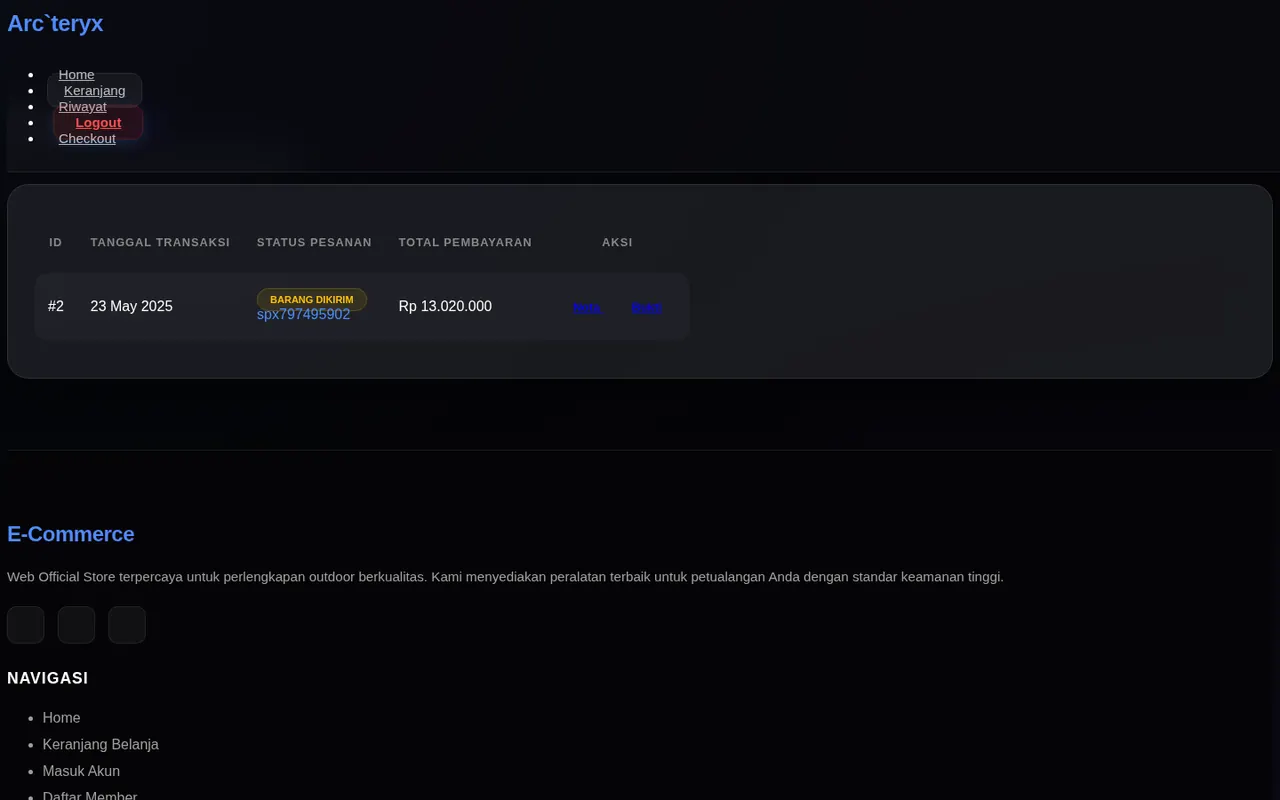 Arc`teryx
Home
Keranjang
Riwayat
Logout
Checkout
ID TANGGAL TRANSAKSI STATUS PESANAN TOTAL PEMBAYARAN AKSI
#2 23 May 2025 BARANG DIKIRIM Rp 13.020.000
spx797495902
E-Commerce
Web Official Store terpercaya untuk perlengkapan outdoor berkualitas. Kami menyediakan peralatan terbaik untuk petualangan Anda dengan standar keamanan tinggi.
NAVIGASI
Home
Keranjang Belanja
Masuk Akun
Daftar Member